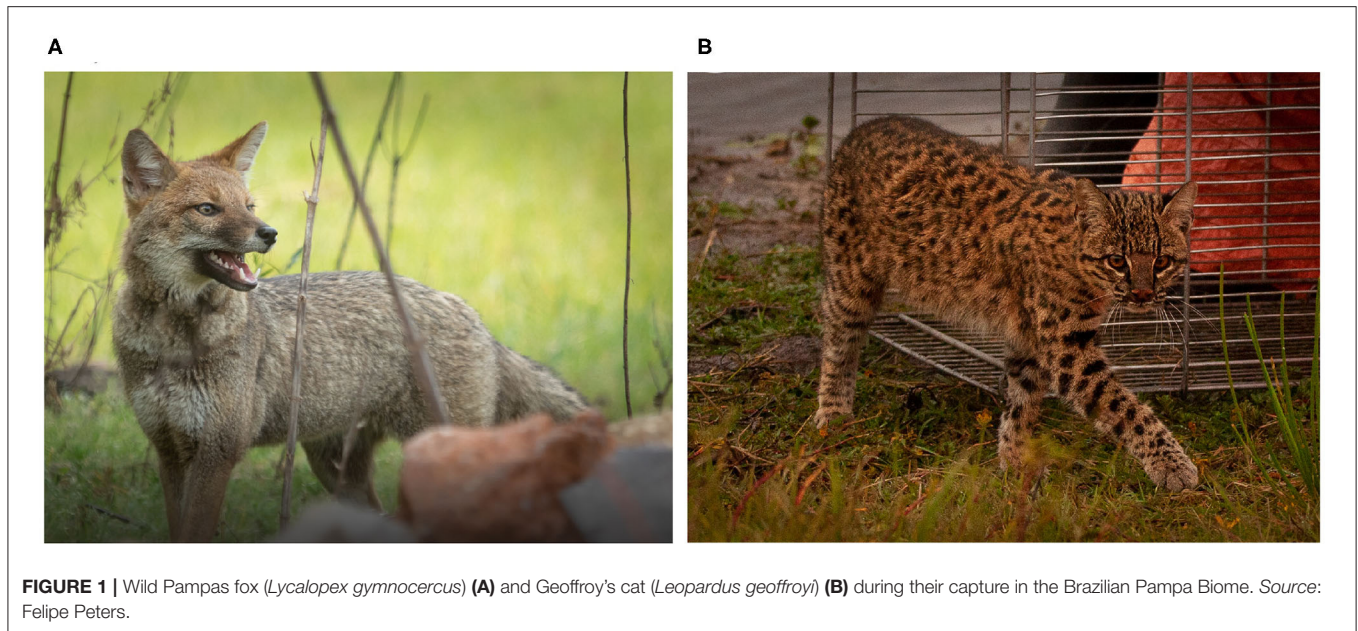 A
B
FIGURE 1 | Wild Pampas fox (Lycalopex gymnocercus) (A) and Geoffroy's cat (Leopardus geoffroyi) (B) during their capture in the Brazilian Pampa Biome. Source:
Felipe Peters.